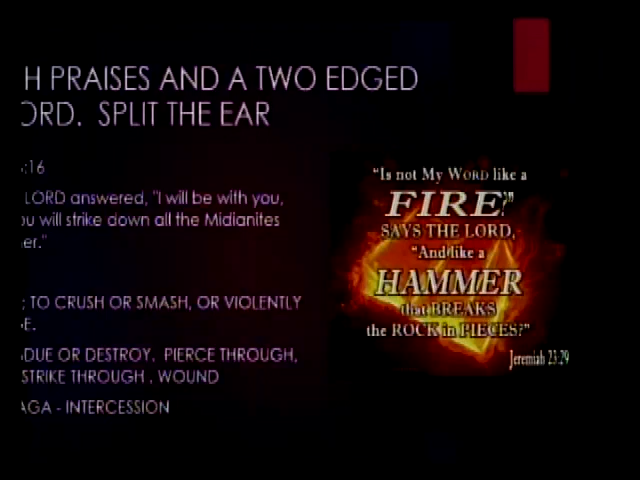 H PRAISES AND A TWO EDGED
ORD. SPLIT THE EAR
:16
LORD answered, "I will be with you,
ou will strike down all the Midianites
er."
; TO CRUSH OR SMASH, OR VIOLENTLY
E.
DUE OR DESTROY. PIERCE THROUGH,
STRIKE THROUGH , WOUND
AGA - INTERCESSION
"Is not My WORD like a
FIRE?"
SAYS THE LORD,
"And like a
HAMMER
that BREAKS
the ROCK in PIECES?"
Jeremiah 23:29